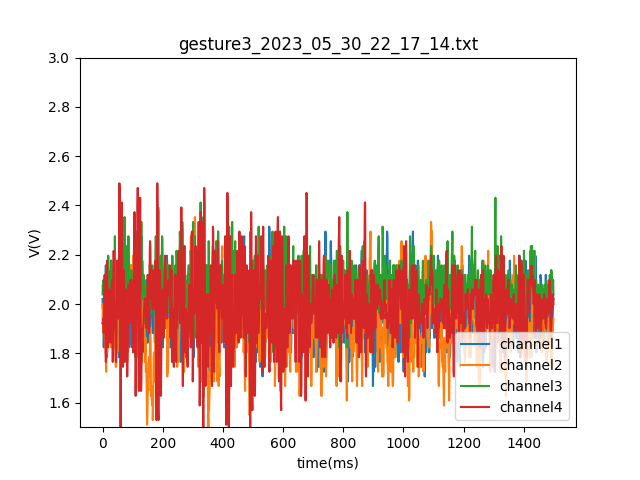 gesture3_2023_05_30_22_17_14.txt
3.0
2.8
2.6
2.4
2.2
2.0
1.8
1.6
V(V)
channel1
channel2
channel3
channel4
0 200 400 600 800 1000 1200 1400
time(ms)